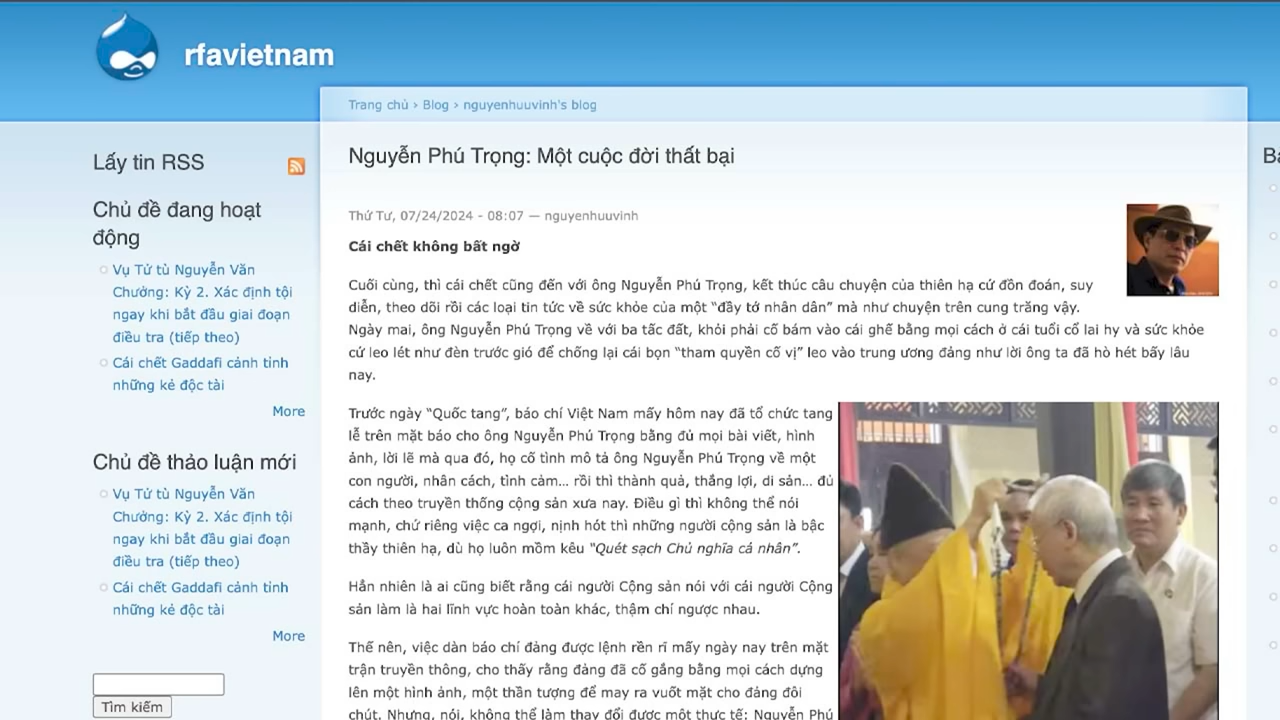 rfavietnam
Trang chủ › Blog › nguyenhuuvinh's blog
Lấy tin RSS
Chủ đề đang hoạt
động
Vụ Tử tù Nguyễn Văn
Chưởng: Kỳ 2. Xác định tội
ngay khi bắt đầu giai đoạn
điều tra (tiếp theo)
Cái chết Gaddafi cảnh tỉnh
những kẻ độc tài
More
Chủ đề thảo luận mới
Vụ Tử tù Nguyễn Văn
Chưởng: Kỳ 2. Xác định tội
ngay khi bắt đầu giai đoạn
điều tra (tiếp theo)
Cái chết Gaddafi cảnh tỉnh
những kẻ độc tài
More
Tìm kiếm
Nguyễn Phú Trọng: Một cuộc đời thất bại
Thứ Tư, 07/24/2024 - 08:07 — nguyenhuuvinh
Cái chết không bất ngờ
Cuối cùng, thì cái chết cũng đến với ông Nguyễn Phú Trọng, kết thúc câu chuyện của thiên hạ cứ đồn đoán, suy
diễn, theo dõi rồi các loại tin tức về sức khỏe của một “đầy tớ nhân dân” mà như chuyện trên cung trăng vậy.
Ngày mai, ông Nguyễn Phú Trọng về với ba tấc đất, khỏi phải cố bám vào cái ghế bằng mọi cách ở cái tuổi cổ lai hy và sức khỏe
cứ leo lét như đèn trước gió để chống lại cái bọn “tham quyền cố vị” leo vào trung ương đảng như lời ông ta đã hò hét bấy lâu
nay.
Trước ngày “Quốc tang”, báo chí Việt Nam mấy hôm nay đã tổ chức tang
lễ trên mặt báo cho ông Nguyễn Phú Trọng bằng đủ mọi bài viết, hình
ảnh, lời lẽ mà qua đó, họ cố tình mô tả ông Nguyễn Phú Trọng về một
con người, nhân cách, tình cảm... rồi thì thành quả, thắng lợi, di sản... đủ
cách theo truyền thống cộng sản xưa nay. Điều gì thì không thể nói
mạnh, chứ riêng việc ca ngợi, nịnh hót thì những người cộng sản là bậc
thầy thiên hạ, dù họ luôn mồm kêu “Quét sạch Chủ nghĩa cá nhân”.
Hẳn nhiên là ai cũng biết rằng cái người Cộng sản nói với cái người Cộng
sản làm là hai lĩnh vực hoàn toàn khác, thậm chí ngược nhau.
Thế nên, việc dàn báo chí đảng được lệnh rền rĩ mấy ngày nay trên mặt
trận truyền thông, cho thấy rằng đảng đã cố gắng bằng mọi cách dựng
lên một hình ảnh, một thần tượng để may ra vuốt mặt cho đảng đôi
chút. Nhưng, nói, không thể làm thay đổi được một thực tế: Nguyễn Phú